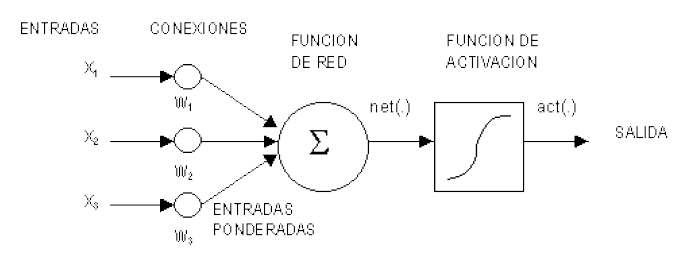 ENTRADAS
CONEXIONES
FUNCION
DE RED
FUNCION DE
ACTIVACION
X₁
W₁
X₂
W₂
X₃
W₃
ENTRADAS
PONDERADAS
Σ
net(.)
act(.)
SALIDA